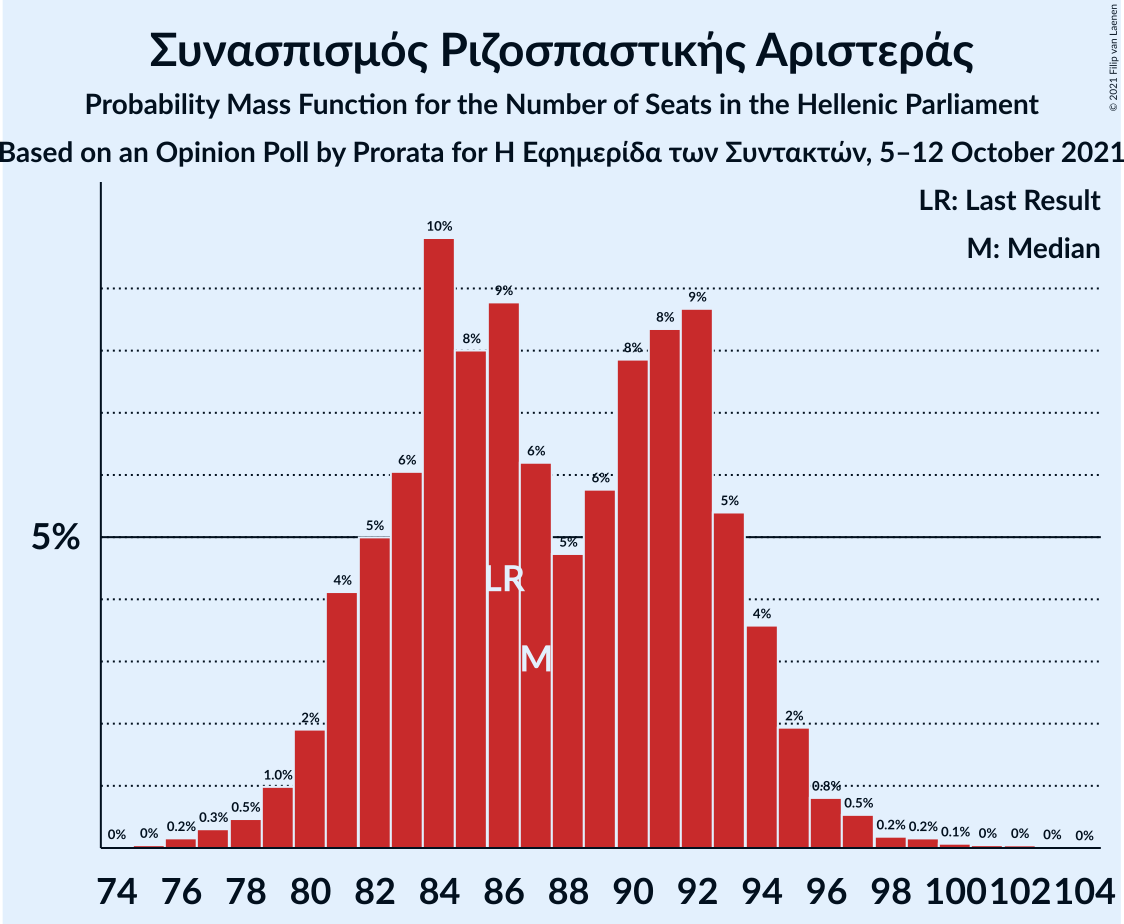 © 2021 Filip van Laenen
Συνασπισμός Ριζοσπαστικής Αριστεράς
Probability Mass Function for the Number of Seats in the Hellenic Parliament
Based on an Opinion Poll by Prorata for Η Εφημερίδα των Συντακτών, 5–12 October 2021
LR: Last Result
M: Median
5%
0% 0% 0.2% 0.3% 0.5% 1.0% 2% 4% 5% 6% 10% 8% 9% 6% 5% 6% 8% 8% 9% 5% 4% 2% 0.8% 0.5% 0.2% 0.2% 0.1% 0% 0% 0% 0%
LR
M
74 76 78 80 82 84 86 88 90 92 94 96 98 100 102 104